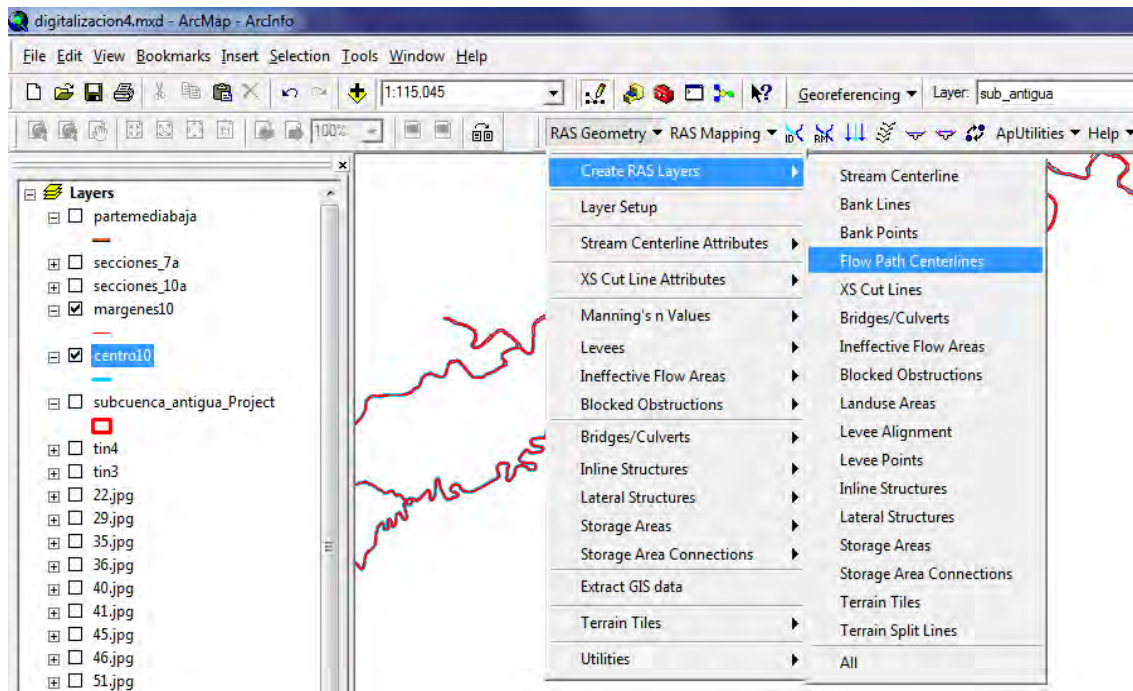 digitalizacion4.mxd - ArcMap - ArcInfo
File Edit View Bookmarks Insert Selection Tools Window Help
1:115,045
Georeferencing Layer: sub_antigua
100%
RAS Geometry RAS Mapping ID RM ApUtilities Help
Layers
partemediabaja
secciones_7a
secciones_10a
margenes10
centro10
subcuenca_antigua_Project
tin4
tin3
22.jpg
29.jpg
35.jpg
36.jpg
40.jpg
41.jpg
45.jpg
46.jpg
51.jpg
Create RAS Layers
Layer Setup
Stream Centerline Attributes
XS Cut Line Attributes
Manning's n Values
Levees
Ineffective Flow Areas
Blocked Obstructions
Bridges/Culverts
Inline Structures
Lateral Structures
Storage Areas
Storage Area Connections
Extract GIS data
Terrain Tiles
Utilities
Stream Centerline
Bank Lines
Bank Points
Flow Path Centerlines
XS Cut Lines
Bridges/Culverts
Ineffective Flow Areas
Blocked Obstructions
Landuse Areas
Levee Alignment
Levee Points
Inline Structures
Lateral Structures
Storage Areas
Storage Area Connections
Terrain Tiles
Terrain Split Lines
All